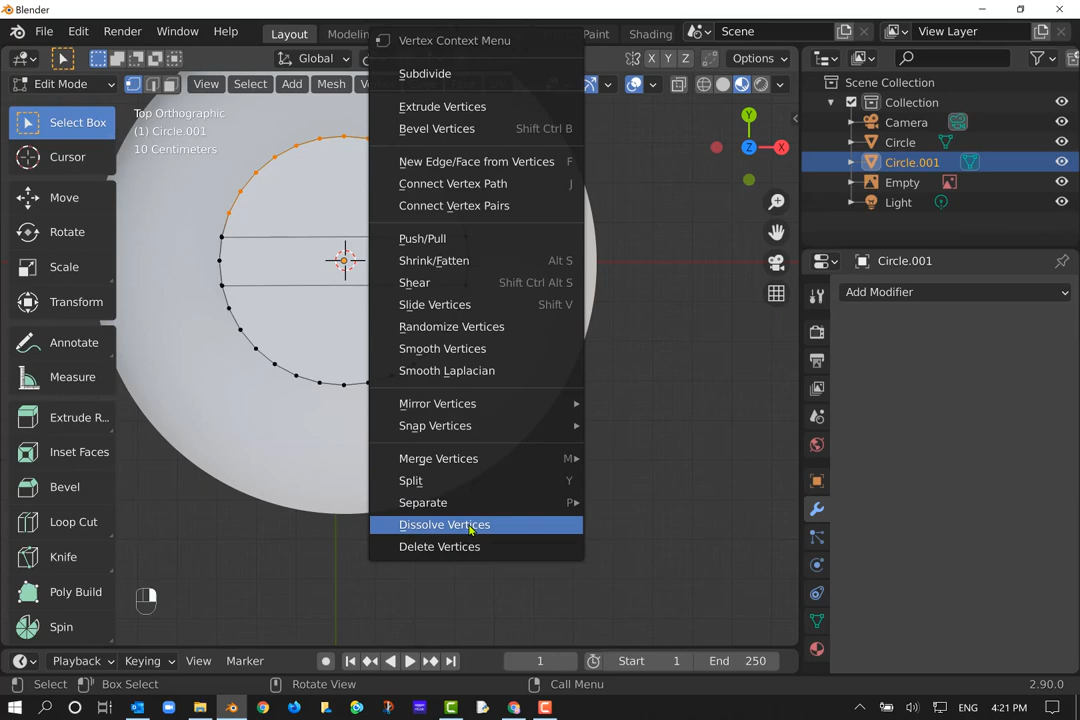 Blender
File Edit Render Window Help Layout Modelin Paint Shading Scene View Layer
Global X Y Z Options
Edit Mode View Select Add Mesh
Vertex Context Menu
Subdivide
Extrude Vertices
Bevel Vertices Shift Ctrl B
New Edge/Face from Vertices F
Connect Vertex Path J
Connect Vertex Pairs
Push/Pull
Shrink/Fatten Alt S
Shear Shift Ctrl Alt S
Slide Vertices Shift V
Randomize Vertices
Smooth Vertices
Smooth Laplacian
Mirror Vertices
Snap Vertices
Merge Vertices M
Split Y
Separate P
Dissolve Vertices
Delete Vertices
Top Orthographic
(1) Circle.001
10 Centimeters
Select Box
Cursor
Move
Rotate
Scale
Transform
Annotate
Measure
Extrude R...
Inset Faces
Bevel
Loop Cut
Knife
Poly Build
Spin
Y
Z X
Scene Collection
Collection
Camera
Circle
Circle.001
Empty
Light
Circle.001
Add Modifier
Playback Keying View Marker 1 Start 1 End 250
Select Box Select Rotate View Call Menu 2.90.0
ENG 4:21 PM